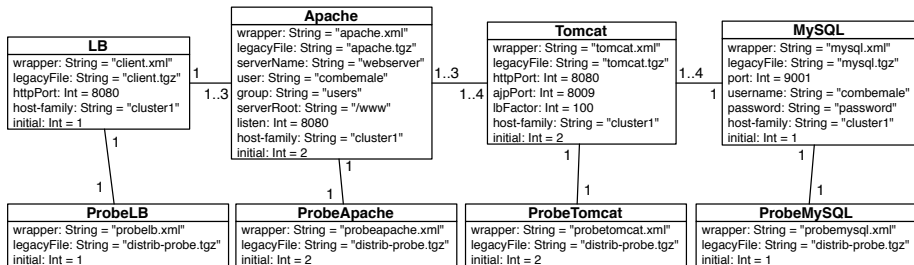 LB
wrapper: String = "client.xml"
legacyFile: String = "client.tgz"
httpPort: Int = 8080
host-family: String = "cluster1"
initial: Int = 1
1
1..3
Apache
wrapper: String = "apache.xml"
legacyFile: String = "apache.tgz"
serverName: String = "webserver"
user: String = "combemale"
group: String = "users"
serverRoot: String = "/www"
listen: Int = 8080
host-family: String = "cluster1"
initial: Int = 2
1..3
1..4
Tomcat
wrapper: String = "tomcat.xml"
legacyFile: String = "tomcat.tgz"
httpPort: Int = 8080
ajpPort: Int = 8009
lbFactor: Int = 100
host-family: String = "cluster1"
initial: Int = 2
1..4
1
MySQL
wrapper: String = "mysql.xml"
legacyFile: String = "mysql.tgz"
port: Int = 9001
username: String = "combemale"
password: String = "password"
host-family: String = "cluster1"
initial: Int = 1
1
1
1
1
1
1
1
1
ProbeLB
wrapper: String = "probelb.xml"
legacyFile: String = "distrib-probe.tgz"
initial: Int = 1
ProbeApache
wrapper: String = "probeapache.xml"
legacyFile: String = "distrib-probe.tgz"
initial: Int = 2
ProbeTomcat
wrapper: String = "probetomcat.xml"
legacyFile: String = "distrib-probe.tgz"
initial: Int = 2
ProbeMySQL
wrapper: String = "probemysql.xml"
legacyFile: String = "distrib-probe.tgz"
initial: Int = 1